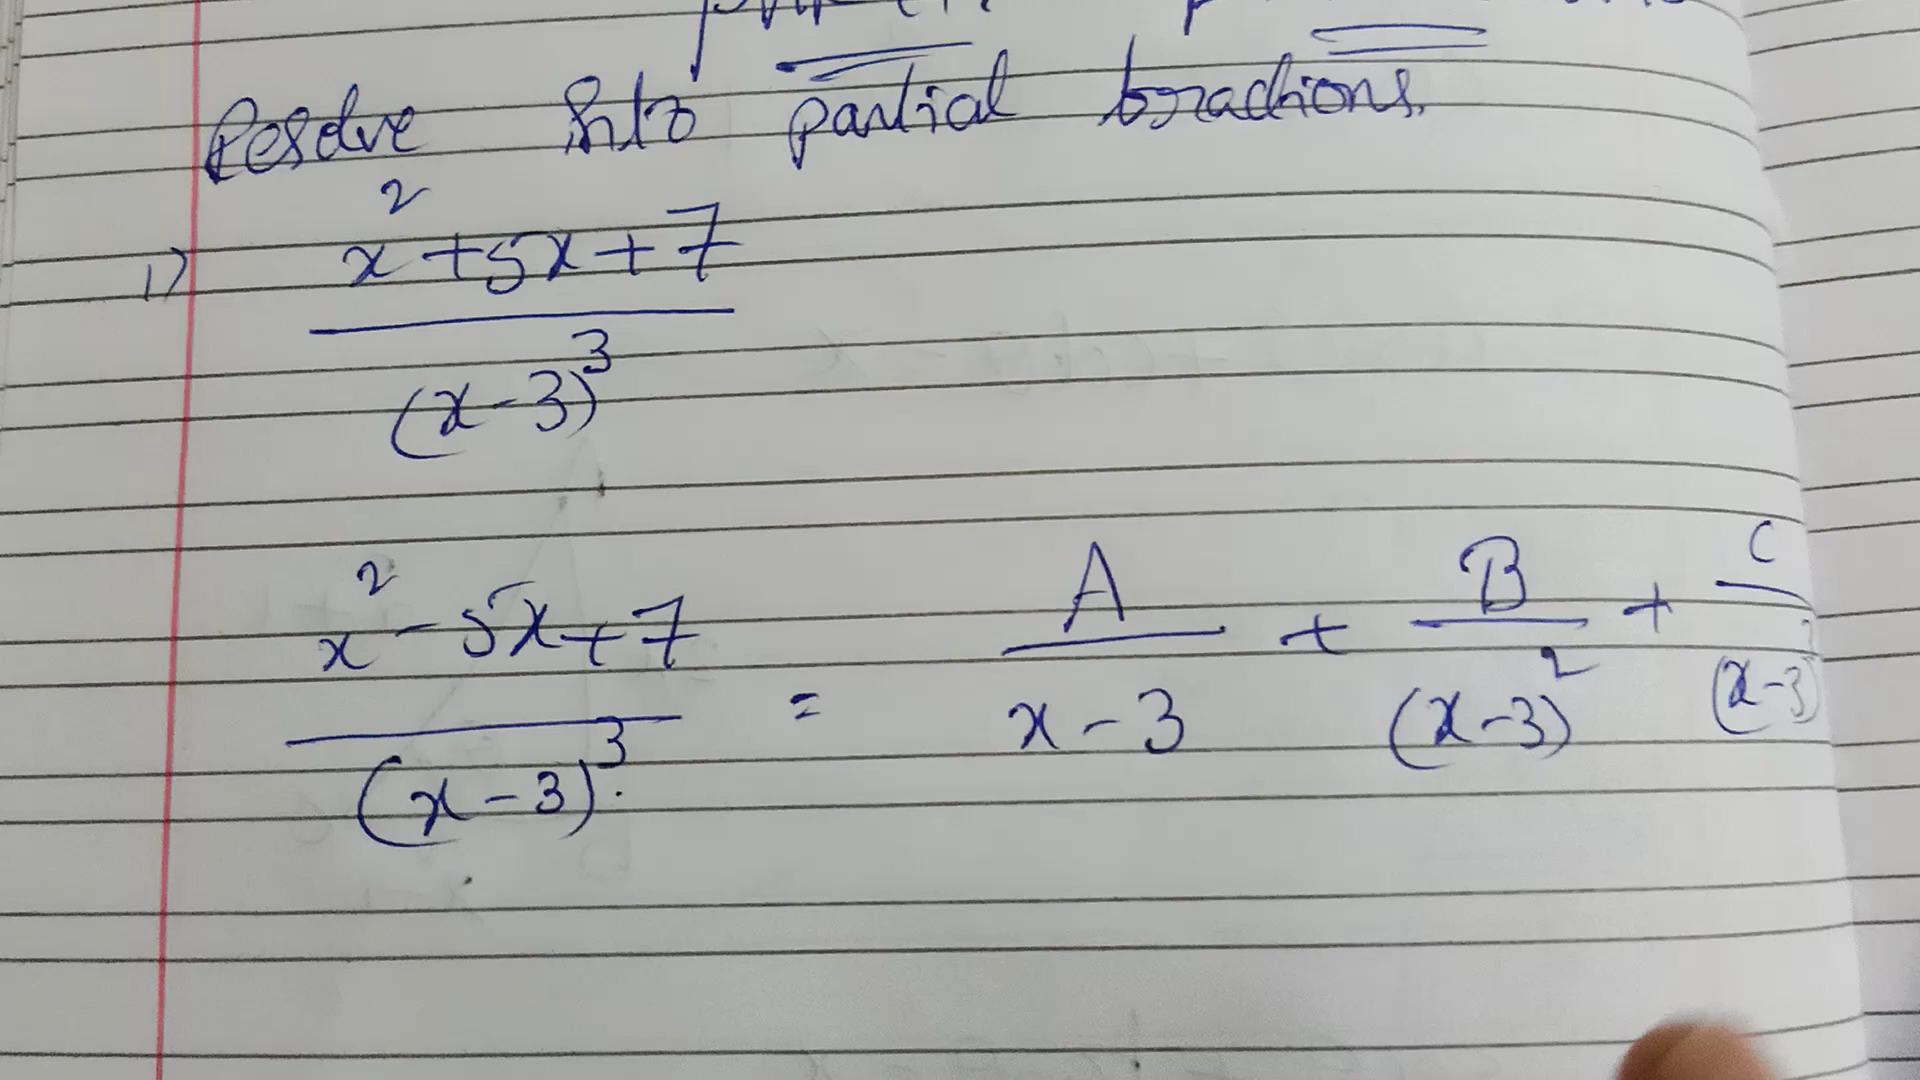 Resolve into partial fractions.
1) x²+5x+7 / (x-3)³
x²-5x+7 / (x-3)³ = A / x-3 + B / (x-3)² + C / (x-3)³